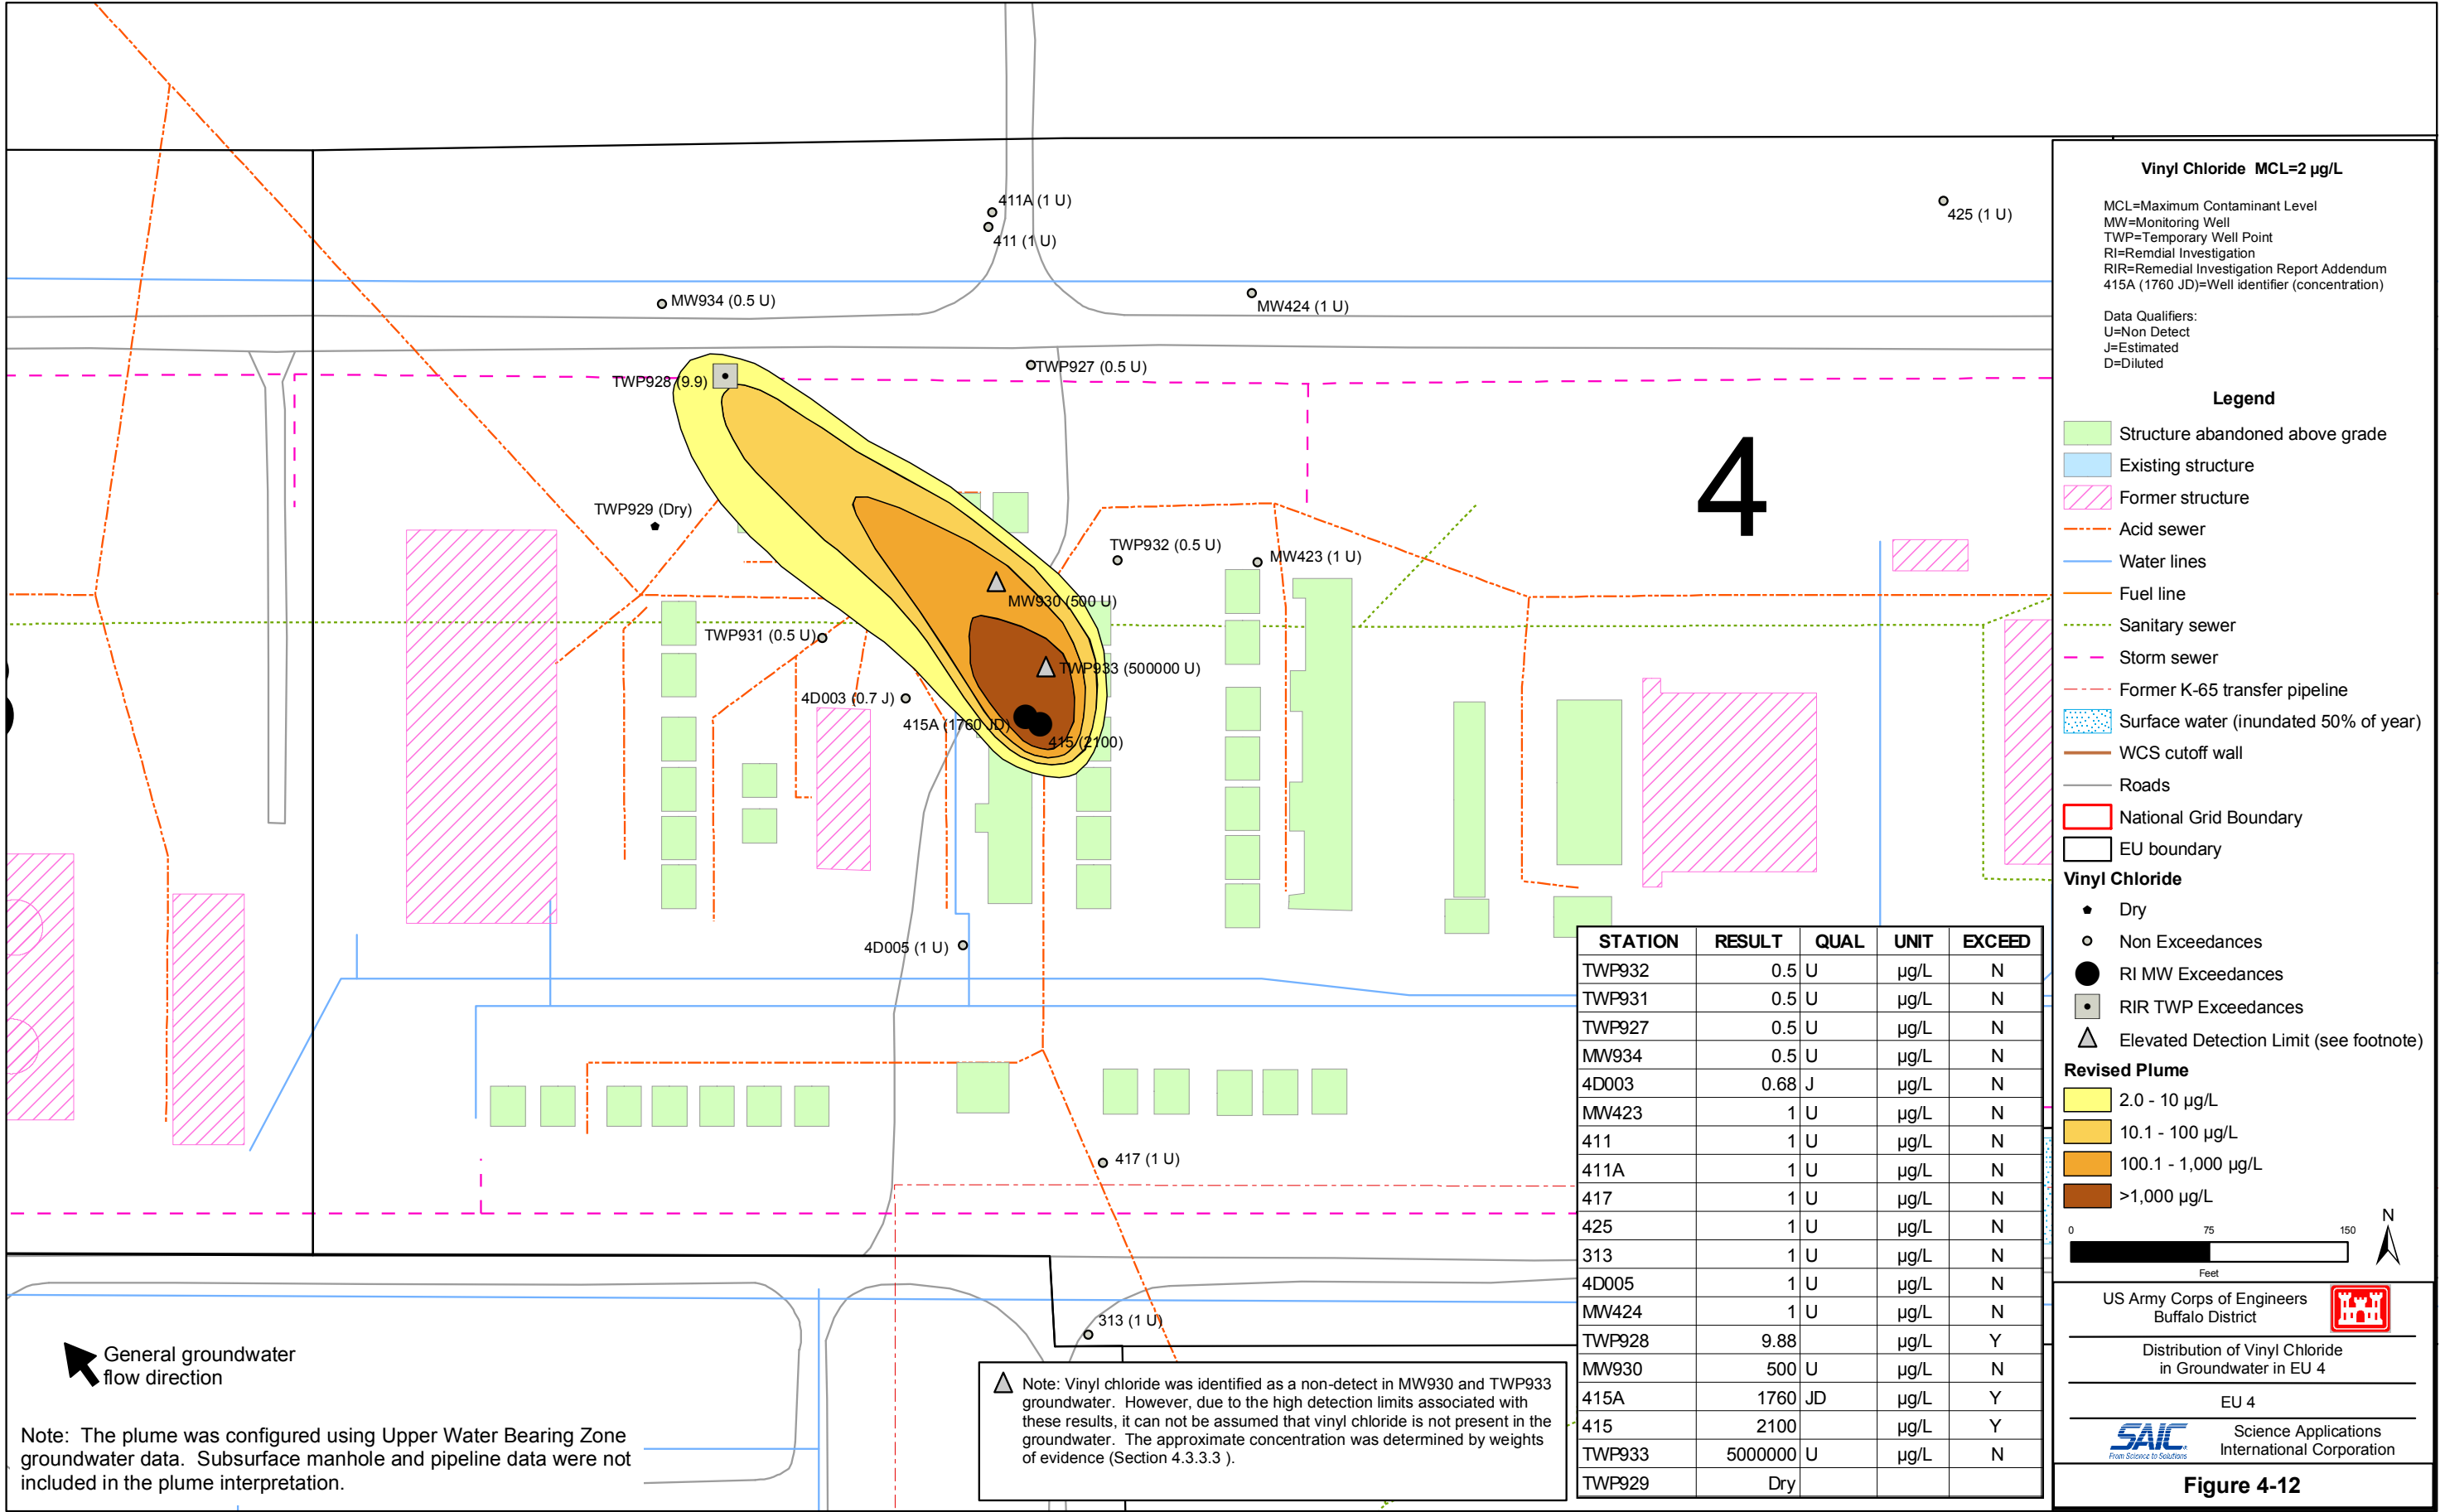 411A (1 U)
411 (1 U)
425 (1 U)
MW934 (0.5 U)
MW424 (1 U)
TWP928 (9.9)
TWP927 (0.5 U)
4
TWP929 (Dry)
TWP932 (0.5 U)
MW423 (1 U)
MW930 (500 U)
TWP931 (0.5 U)
TWP933 (500000 U)
4D003 (0.7 J)
415A (1760 JD)
415 (2100)
4D005 (1 U)
417 (1 U)
313 (1 U)
General groundwater
flow direction
Note: The plume was configured using Upper Water Bearing Zone
groundwater data. Subsurface manhole and pipeline data were not
included in the plume interpretation.
Note: Vinyl chloride was identified as a non-detect in MW930 and TWP933
groundwater. However, due to the high detection limits associated with
these results, it can not be assumed that vinyl chloride is not present in the
groundwater. The approximate concentration was determined by weights
of evidence (Section 4.3.3.3 ).
STATION RESULT QUAL UNIT EXCEED
TWP932 0.5 U µg/L N
TWP931 0.5 U µg/L N
TWP927 0.5 U µg/L N
MW934 0.5 U µg/L N
4D003 0.68 J µg/L N
MW423 1 U µg/L N
411 1 U µg/L N
411A 1 U µg/L N
417 1 U µg/L N
425 1 U µg/L N
313 1 U µg/L N
4D005 1 U µg/L N
MW424 1 U µg/L N
TWP928 9.88 µg/L Y
MW930 500 U µg/L N
415A 1760 JD µg/L Y
415 2100 µg/L Y
TWP933 5000000 U µg/L N
TWP929 Dry
Vinyl Chloride MCL=2 µg/L
MCL=Maximum Contaminant Level
MW=Monitoring Well
TWP=Temporary Well Point
RI=Remdial Investigation
RIR=Remedial Investigation Report Addendum
415A (1760 JD)=Well identifier (concentration)
Data Qualifiers:
U=Non Detect
J=Estimated
D=Diluted
Legend
Structure abandoned above grade
Existing structure
Former structure
Acid sewer
Water lines
Fuel line
Sanitary sewer
Storm sewer
Former K-65 transfer pipeline
Surface water (inundated 50% of year)
WCS cutoff wall
Roads
National Grid Boundary
EU boundary
Vinyl Chloride
Dry
Non Exceedances
RI MW Exceedances
RIR TWP Exceedances
Elevated Detection Limit (see footnote)
Revised Plume
2.0 - 10 µg/L
10.1 - 100 µg/L
100.1 - 1,000 µg/L
>1,000 µg/L
0 75 150
Feet
N
US Army Corps of Engineers
Buffalo District
Distribution of Vinyl Chloride
in Groundwater in EU 4
EU 4
SAIC
From Science to Solutions
Science Applications
International Corporation
Figure 4-12